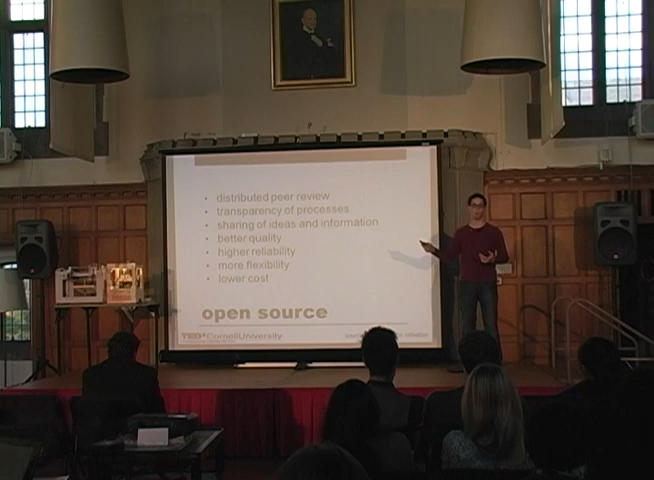 • distributed peer review
• transparency of processes
• sharing of ideas and information
• better quality
• higher reliability
• more flexibility
• lower cost
open source
TEDxCornellUniversity